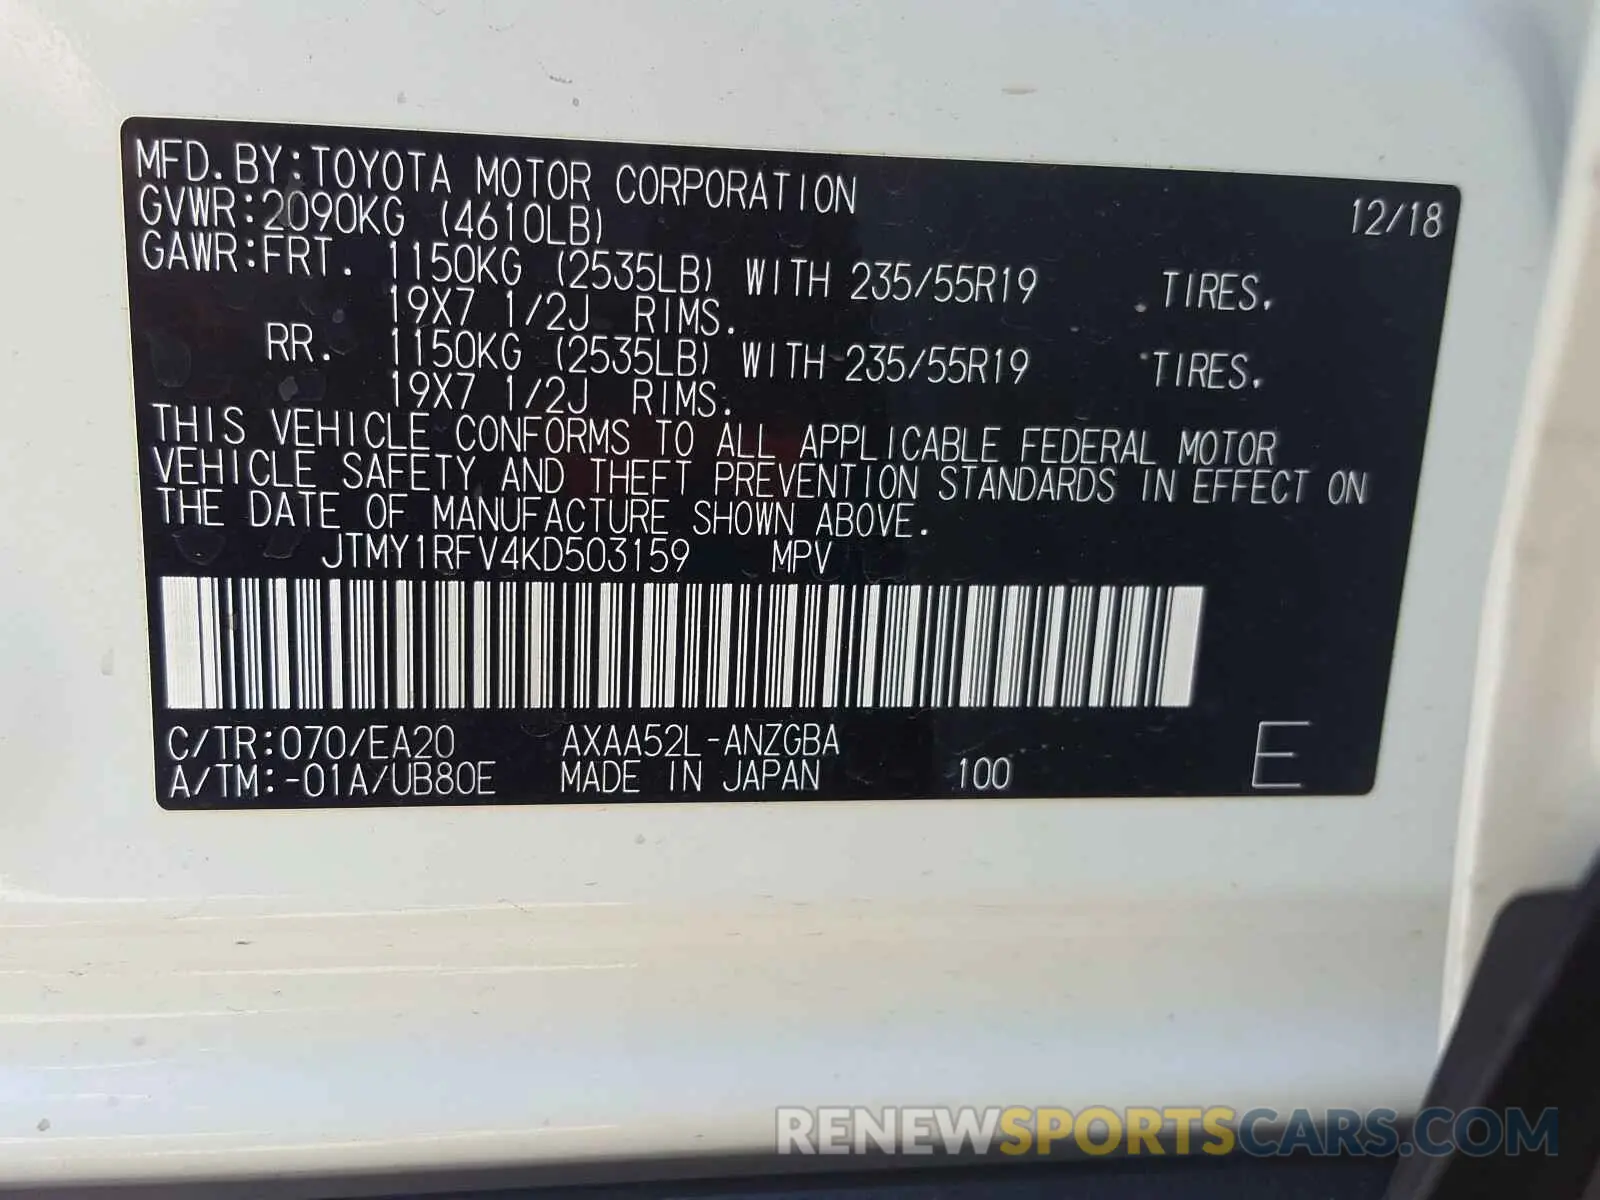 MFD.BY:TOYOTA MOTOR CORPORATION 12/18
GVWR:2090KG (4610LB)
GAWR:FRT. 1150KG (2535LB) WITH 235/55R19 TIRES,
19X7 1/2J RIMS.
RR. 1150KG (2535LB) WITH 235/55R19 TIRES,
19X7 1/2J RIMS.
THIS VEHICLE CONFORMS TO ALL APPLICABLE FEDERAL MOTOR
VEHICLE SAFETY AND THEFT PREVENTION STANDARDS IN EFFECT ON
THE DATE OF MANUFACTURE SHOWN ABOVE.
JTMY1RFV4KD503159 MPV
C/TR:070/EA20 AXAA52L-ANZGBA E
A/TM:-01A/UB80E MADE IN JAPAN 100
RENEWSPORTSCARS.COM